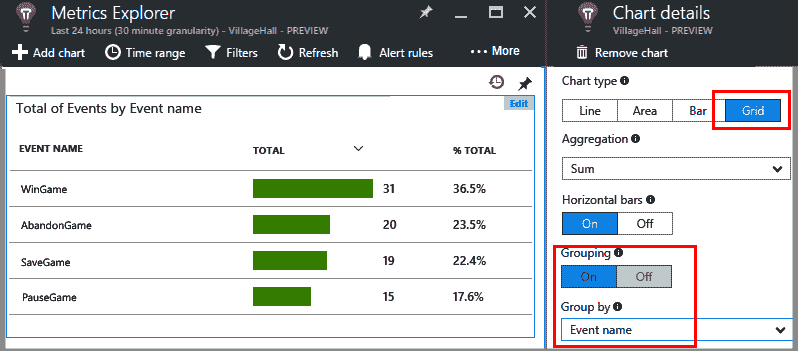 Metrics Explorer
Last 24 hours (30 minute granularity) - VillageHall - PREVIEW
Add chart Time range Filters Refresh Alert rules ··· More
Edit
Total of Events by Event name
EVENT NAME TOTAL % TOTAL
WinGame 31 36.5%
AbandonGame 20 23.5%
SaveGame 19 22.4%
PauseGame 15 17.6%
Chart details
VillageHall - PREVIEW
Remove chart
Chart type
Line Area Bar Grid
Aggregation
Sum
Horizontal bars
On Off
Grouping
On Off
Group by
Event name